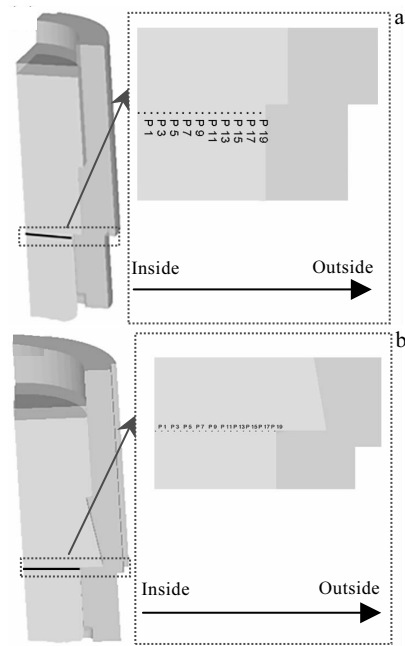 a
P 1
P 3
P 5
P 7
P 9
P 11
P 13
P 15
P 17
P 19
Inside Outside
b
P 1 P 3 P 5 P 7 P 9 P 11 P 13 P 15 P 17 P 19
Inside Outside